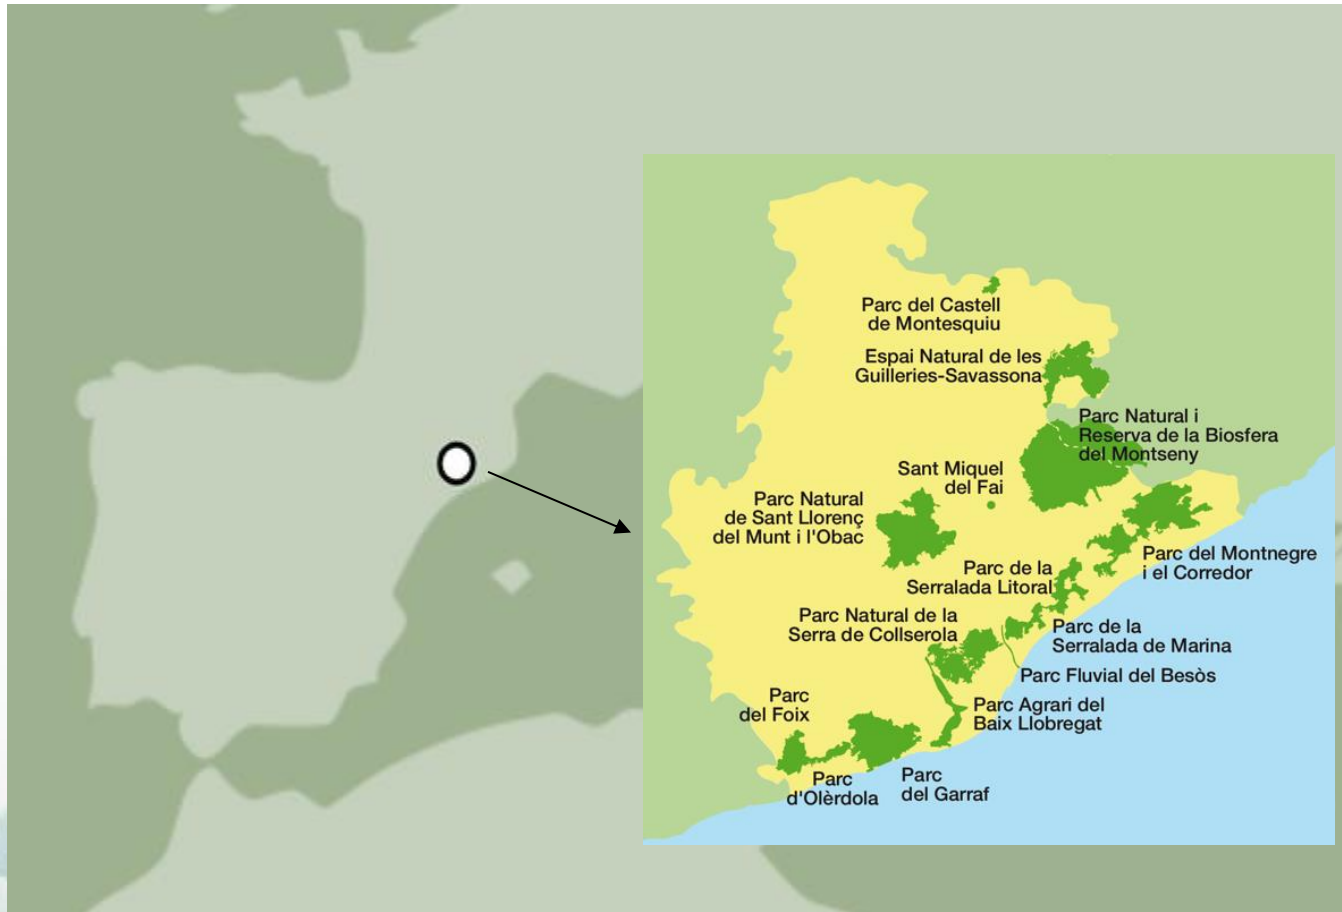 Parc del Castell
de Montesquiu
Espai Natural de les
Guilleries-Savassona
Parc Natural i
Reserva de la Biosfera
del Montseny
Sant Miquel
del Fai
Parc Natural
de Sant Llorenç
del Munt i l'Obac
Parc del Montnegre
i el Corredor
Parc de la
Serralada Litoral
Parc Natural de la
Serra de Collserola
Parc de la
Serralada de Marina
Parc Fluvial del Besòs
Parc
del Foix
Parc Agrari del
Baix Llobregat
Parc
d'Olèrdola
Parc
del Garraf